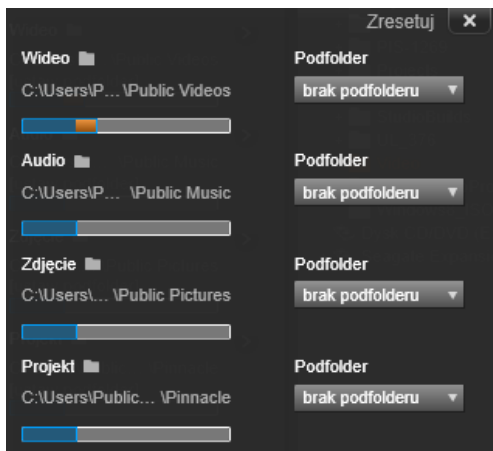 Zresetuj
Wideo Podfolder
C:\Users\P... \Public Videos brak podfolderu
Audio Podfolder
C:\Users\P... \Public Music brak podfolderu
Zdjęcie Podfolder
C:\Users\... \Public Pictures brak podfolderu
Projekt Podfolder
C:\Users\Public... \Pinnacle brak podfolderu